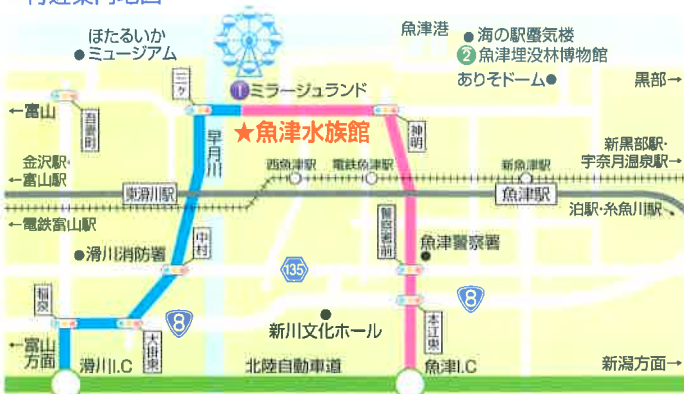 付近案内地図
ほたるいか
ミュージアム
魚津港
海の駅蜃気楼
② 魚津埋没林博物館
ありそドーム
① ミラージュランド
★魚津水族館
黒部→
←富山
吾妻町
三ケ
早月川
神明
新黒部駅・
宇奈月温泉駅→
金沢駅・
←富山駅
西魚津駅
電鉄魚津駅
新魚津駅
東滑川駅
魚津駅
←電鉄富山駅
泊駅・糸魚川駅→
滑川消防署
中村
警察署前
魚津警察署
135
稲泉
8
大掛東
新川文化ホール
本江東
8
←富山
方面
滑川I.C
北陸自動車道
魚津I.C
新潟方面→